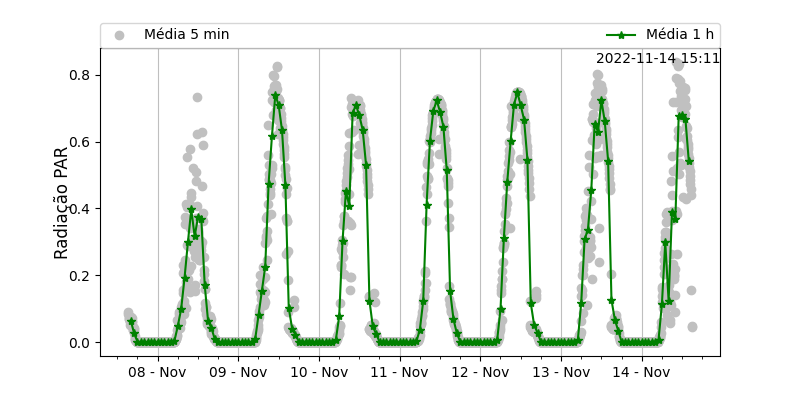 Média 5 min
Média 1 h
2022-11-14 15:11
Radiação PAR
0.8
0.6
0.4
0.2
0.0
08 - Nov
09 - Nov
10 - Nov
11 - Nov
12 - Nov
13 - Nov
14 - Nov